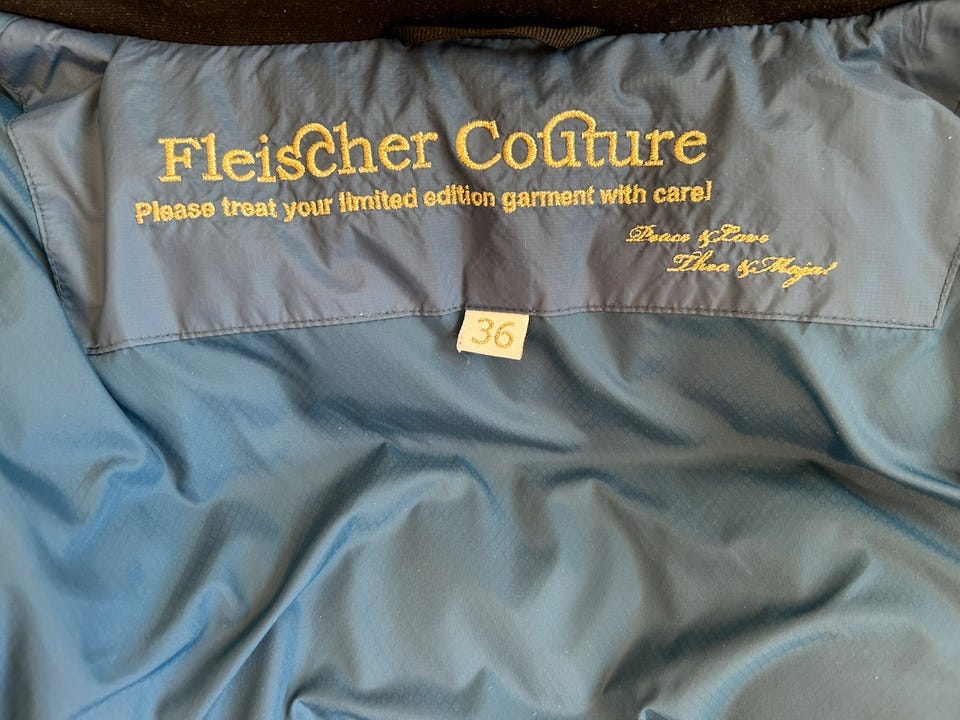 Fleischer Couture
Please treat your limited edition garment with care!
Peace & Love
Thea & Maja!
36